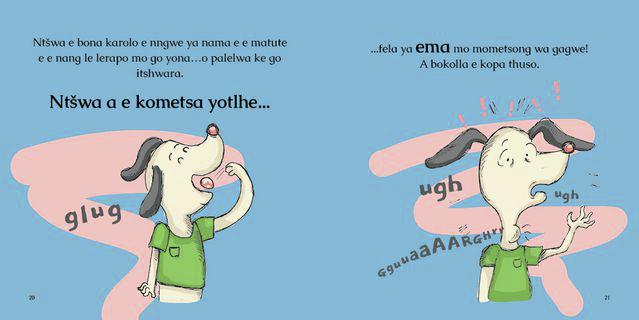 Ntšwa e bona karolo e nngwe ya nama e e matute
e e nang le lerapo mo go yona…o palelwa ke go
itshwara.
Ntšwa a e kometsa yotlhe...
glug
20
...fela ya ema mo mometsong wa gagwe!
A bokolla e kopa thuso.
ugh
ugh
GguuaaAARGHrr
21